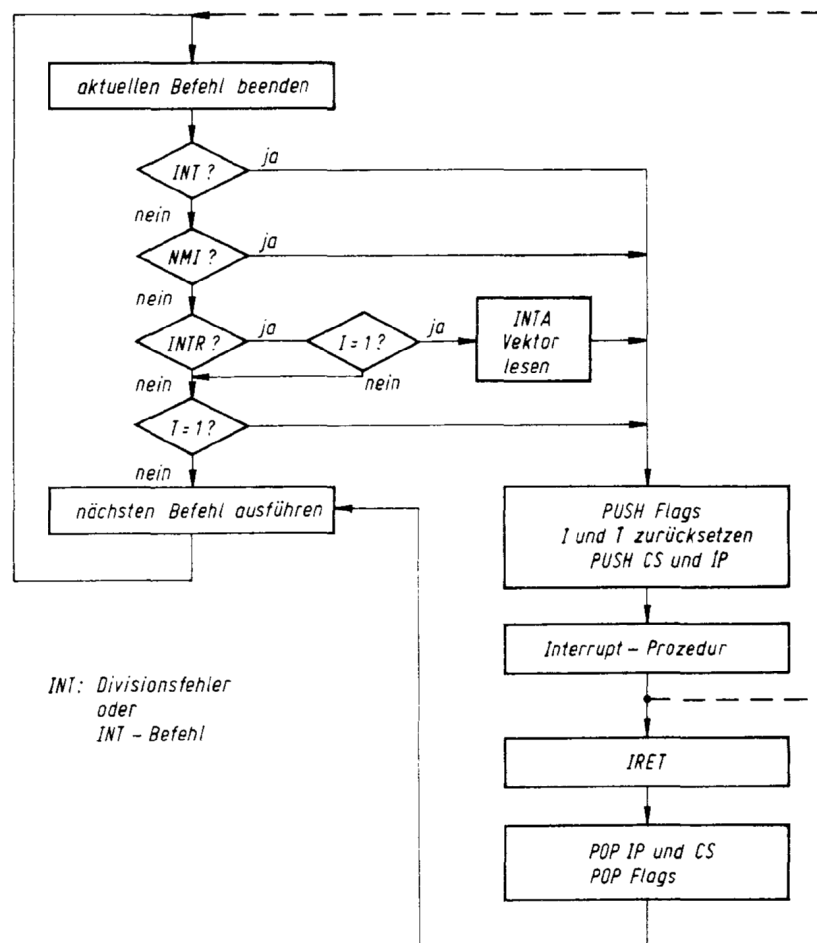 aktuellen Befehl beenden
INT?
ja
nein
NMI?
ja
nein
INTR?
ja
I=1?
ja
INTA
Vektor
lesen
nein
nein
T=1?
nein
nächsten Befehl ausführen
PUSH Flags
I und T zurücksetzen
PUSH CS und IP
Interrupt – Prozedur
INT: Divisionsfehler
oder
INT – Befehl
IRET
POP IP und CS
POP Flags